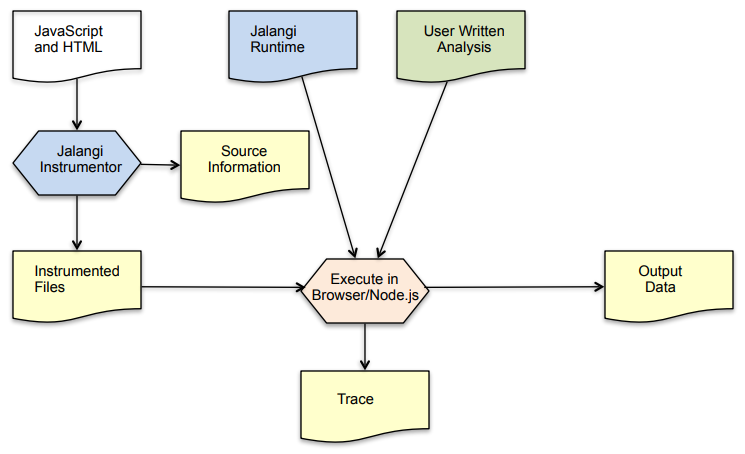 JavaScript
and HTML
Jalangi
Runtime
User Written
Analysis
Jalangi
Instrumentor
Source
Information
Instrumented
Files
Execute in
Browser/Node.js
Output
Data
Trace